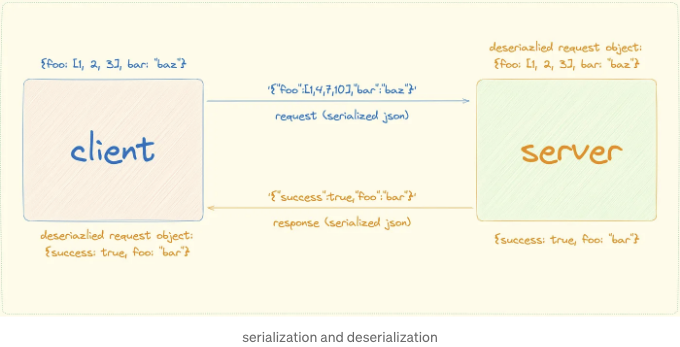 {foo: [1, 2, 3], bar: "baz"}
client
deseriazlied request object:
{success: true, foo: "bar"}
'{"foo":[1,4,7,10],"bar":"baz"}'
request (serialized json)
'{"success":true,"foo":"bar"}'
response (serialized json)
deseriazlied request object:
{foo: [1, 2, 3], bar: "baz"}
server
{success: true, foo: "bar"}
serialization and deserialization